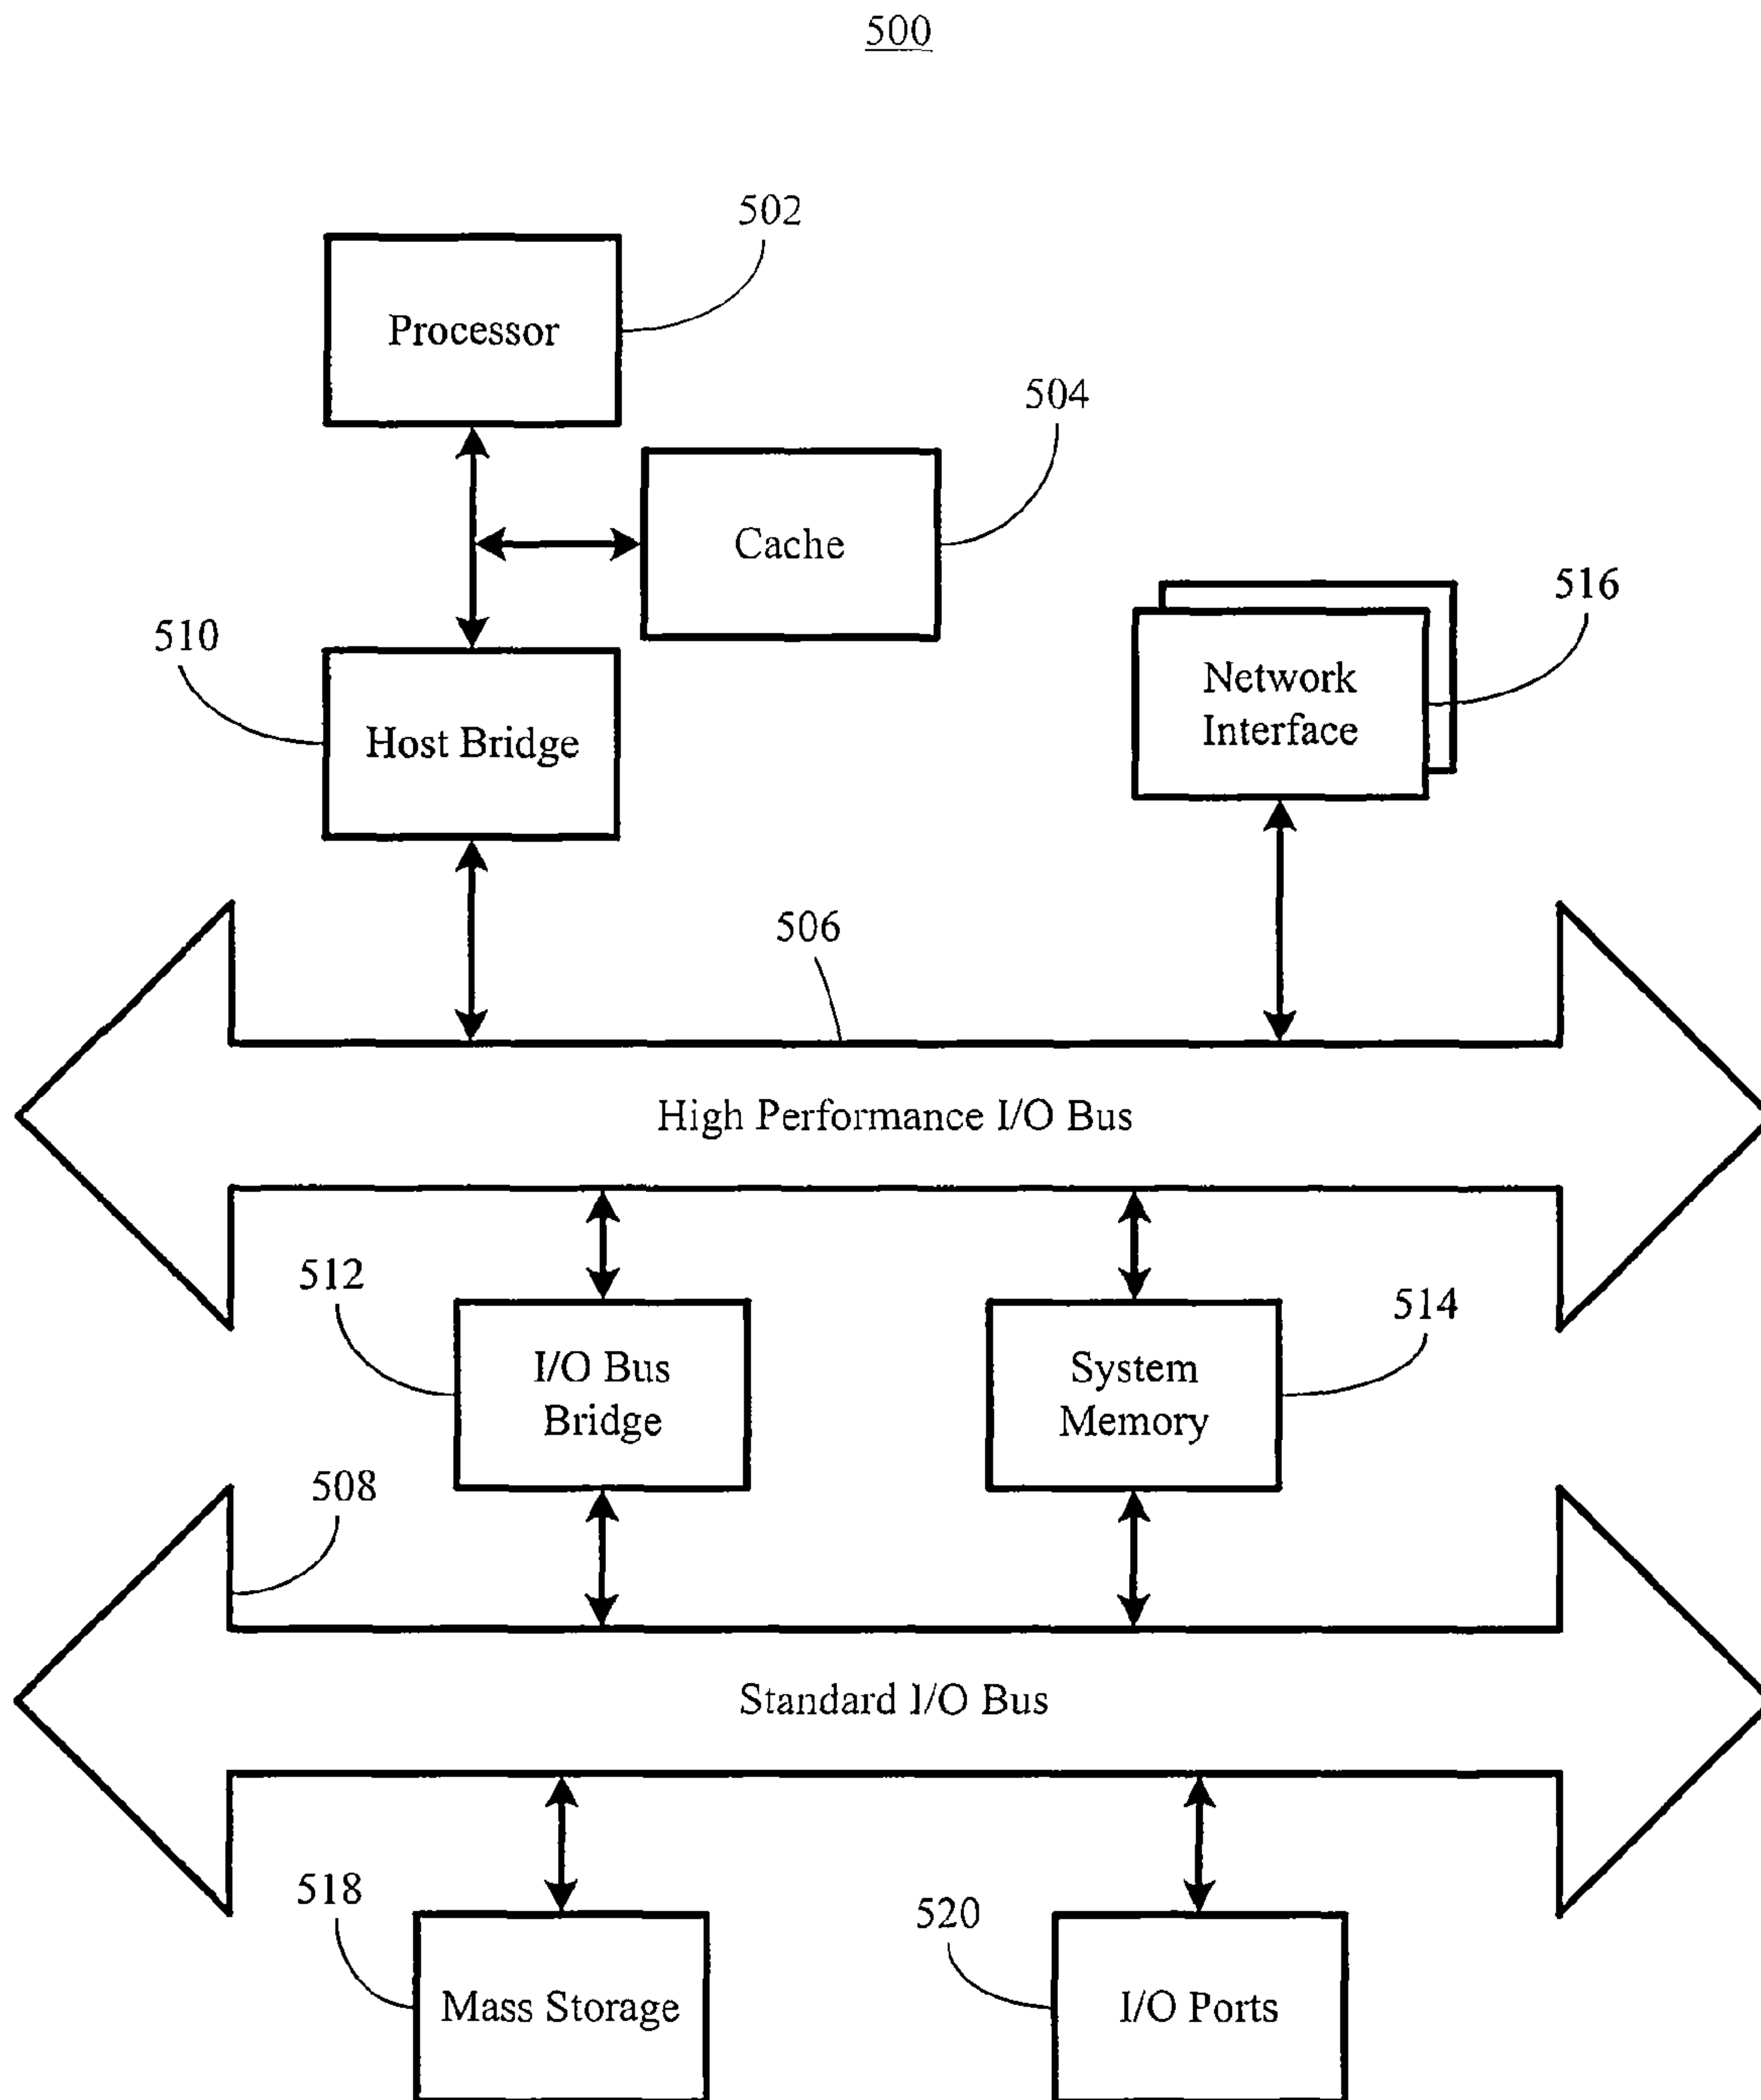 500
502
Processor
504
Cache
516
510
Network
Interface
Host Bridge
506
High Performance I/O Bus
512
514
I/O Bus
Bridge
System
Memory
508
Standard I/O Bus
518
520
Mass Storage
I/O Ports